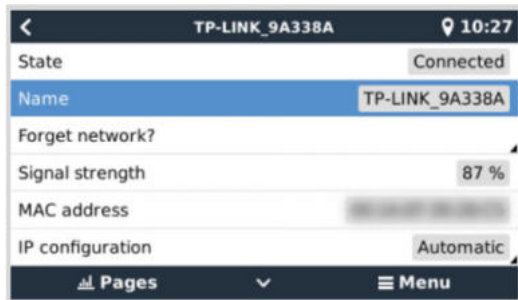 TP-LINK_9A338A 10:27
State Connected
Name TP-LINK_9A338A
Forget network?
Signal strength 87 %
MAC address
IP configuration Automatic
Pages Menu